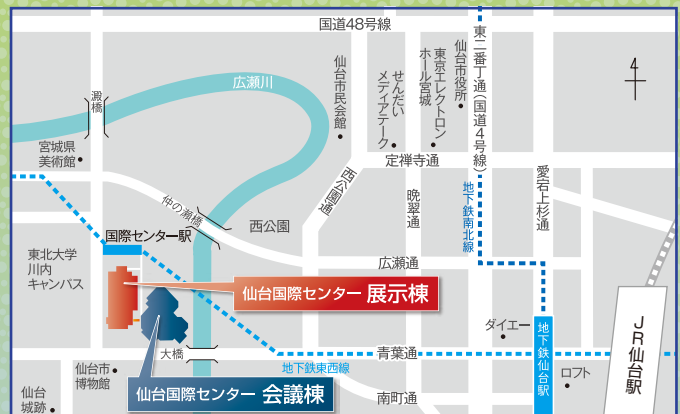 国道48号線
東二番丁通(国道4号線)
仙台市役所
東京エレクトロン
ホール宮城
せんだい
メディアテーク
仙台市民会館
広瀬川
澱橋
宮城県
美術館
定禅寺通
西公園通
仲の瀬橋
晩翠通
地下鉄南北線
愛宕上杉通
西公園
国際センター駅
東北大学
川内
キャンパス
広瀬通
仙台国際センター 展示棟
ダイエー
地下鉄仙台駅
JR仙台駅
大橋
青葉通
地下鉄東西線
仙台市
博物館
ロフト
仙台国際センター 会議棟
仙台
城跡
南町通